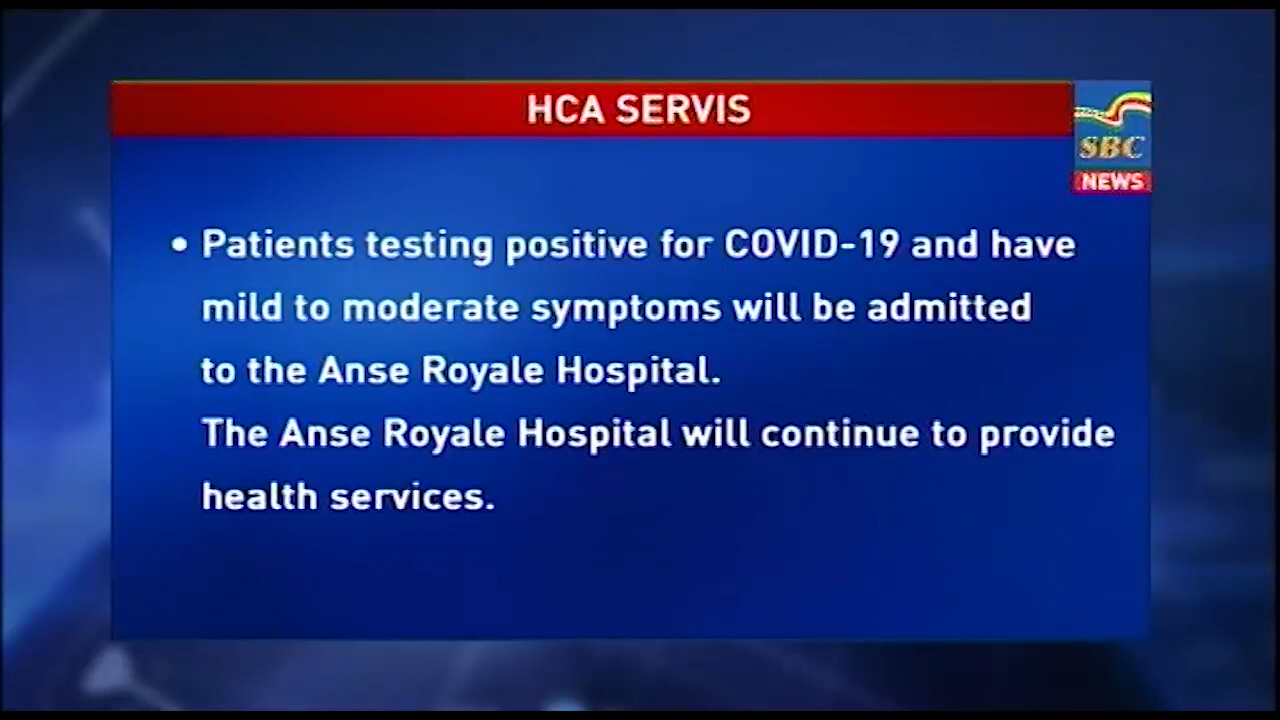 HCA SERVIS
SBC
NEWS
• Patients testing positive for COVID-19 and have
mild to moderate symptoms will be admitted
to the Anse Royale Hospital.
The Anse Royale Hospital will continue to provide
health services.